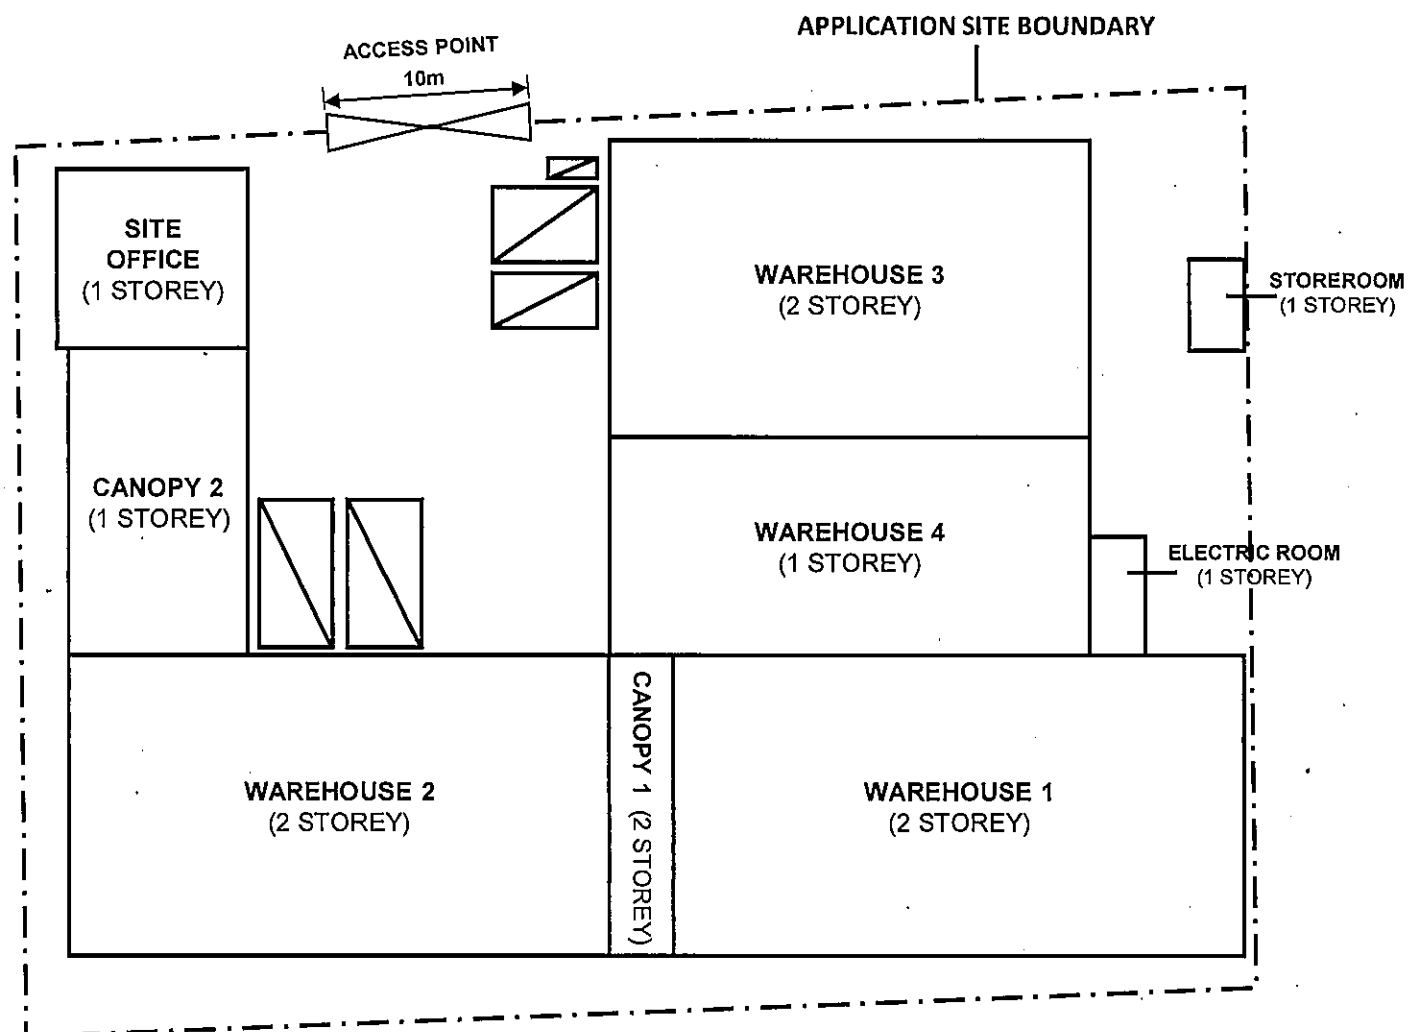 APPLICATION SITE BOUNDARY
ACCESS POINT
10m
SITE
OFFICE
(1 STOREY)
WAREHOUSE 3
(2 STOREY)
STOREROOM
(1 STOREY)
CANOPY 2
(1 STOREY)
WAREHOUSE 4
(1 STOREY)
ELECTRIC ROOM
(1 STOREY)
WAREHOUSE 2
(2 STOREY)
CANOPY 1 (2 STOREY)
WAREHOUSE 1
(2 STOREY)